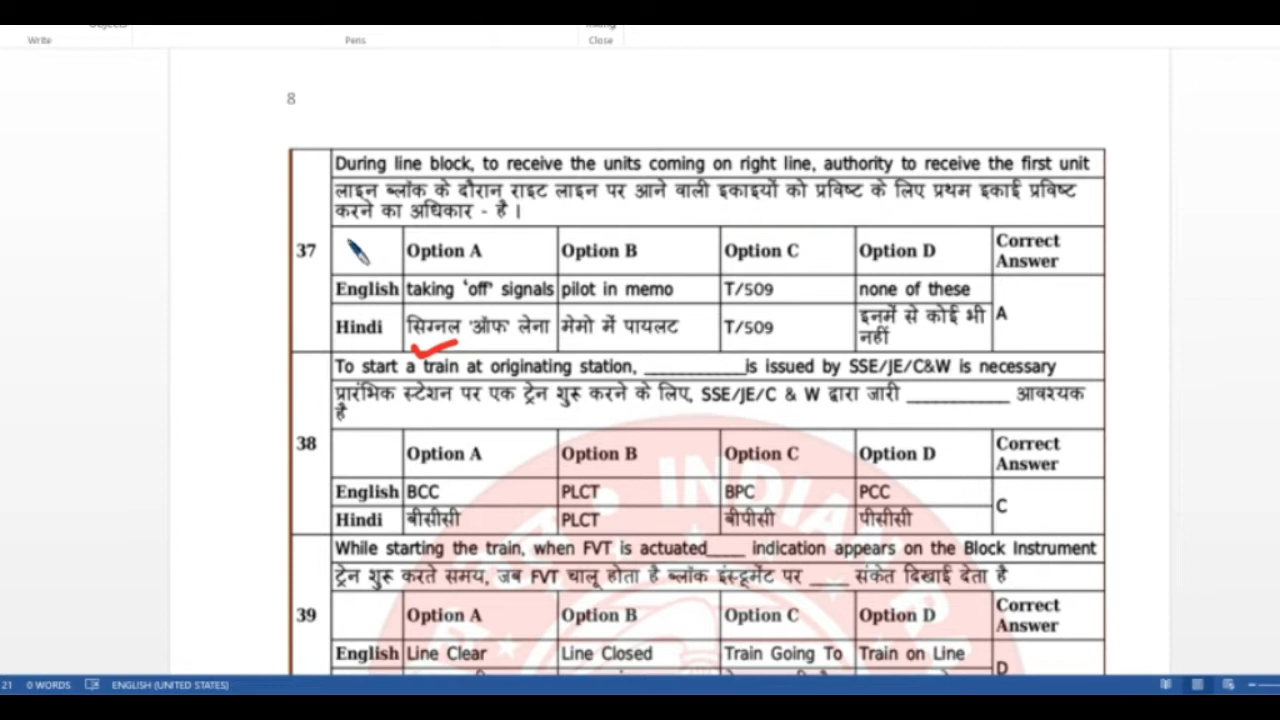 Objects
Write
Pens
Close
8
During line block, to receive the units coming on right line, authority to receive the first unit
लाइन ब्लॉक के दौरान राइट लाइन पर आने वाली इकाइयों को प्रविष्ट के लिए प्रथम इकाई प्रविष्ट
करने का अधिकार - है ।
37
Option A
Option B
Option C
Option D
Correct
Answer
English
taking 'off' signals
pilot in memo
T/509
none of these
A
Hindi
सिग्नल 'ऑफ' लेना
मेमो में पायलट
T/509
इनमें से कोई भी
नहीं
To start a train at originating station, ____________is issued by SSE/JE/C&W is necessary
प्रारंभिक स्टेशन पर एक ट्रेन शुरू करने के लिए, SSE/JE/C & W द्वारा जारी ____________ आवश्यक
है
38
Option A
Option B
Option C
Option D
Correct
Answer
English
BCC
PLCT
BPC
PCC
C
Hindi
बीसीसी
PLCT
बीपीसी
पीसीसी
While starting the train, when FVT is actuated____ indication appears on the Block Instrument
ट्रेन शुरू करते समय, जब FVT चालू होता है ब्लॉक इंस्ट्रूमेंट पर ____ संकेत दिखाई देता है
39
Option A
Option B
Option C
Option D
Correct
Answer
English
Line Clear
Line Closed
Train Going To
Train on Line
D
INDIAN
21
0 WORDS
ENGLISH (UNITED STATES)